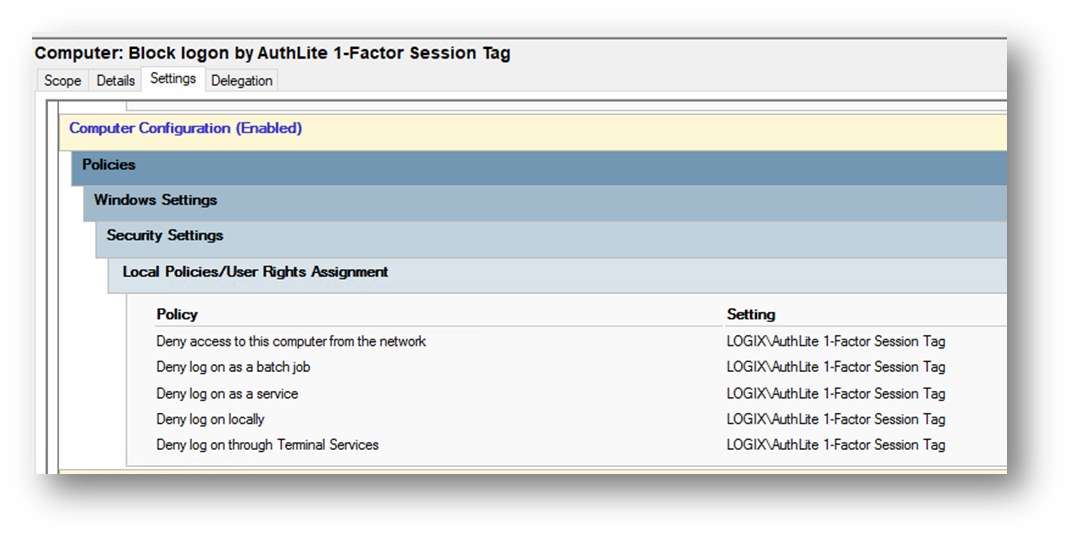 Computer: Block logon by AuthLite 1-Factor Session Tag
Scope Details Settings Delegation
Computer Configuration (Enabled)
Policies
Windows Settings
Security Settings
Local Policies/User Rights Assignment
Policy Setting
Deny access to this computer from the network LOGIX\AuthLite 1-Factor Session Tag
Deny log on as a batch job LOGIX\AuthLite 1-Factor Session Tag
Deny log on as a service LOGIX\AuthLite 1-Factor Session Tag
Deny log on locally LOGIX\AuthLite 1-Factor Session Tag
Deny log on through Terminal Services LOGIX\AuthLite 1-Factor Session Tag